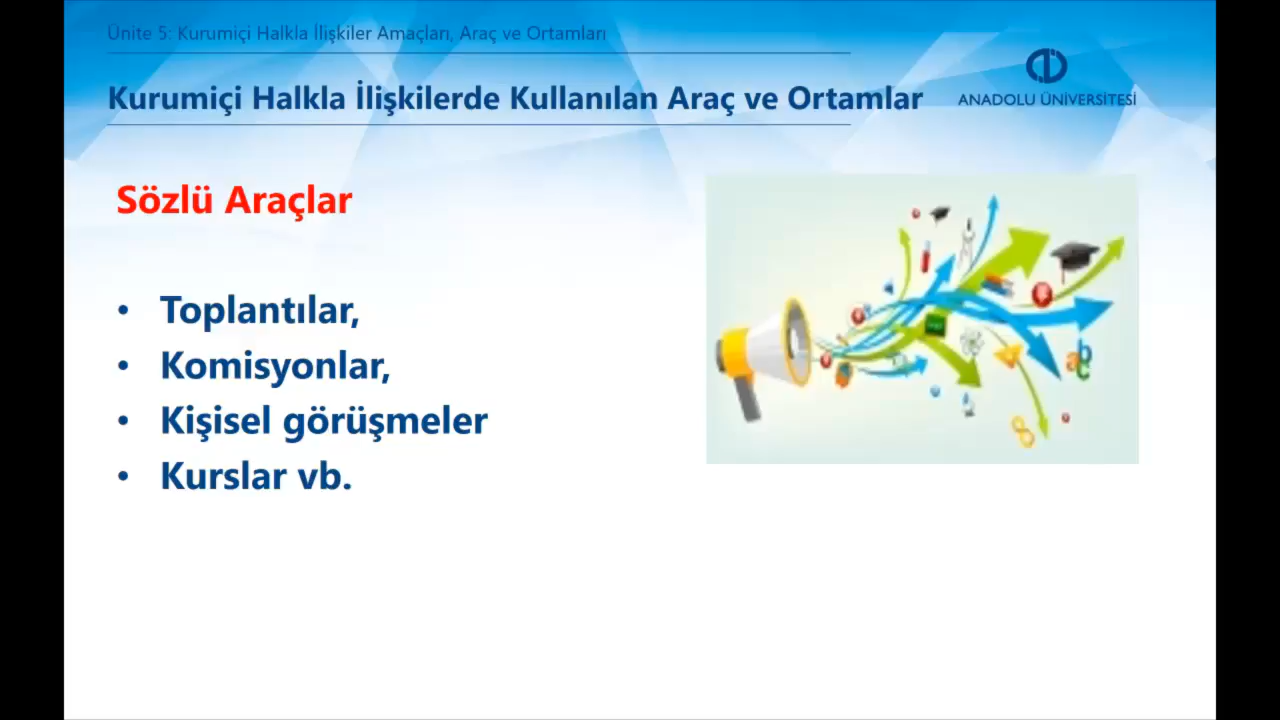 Ünite 5: Kurumiçi Halkla İlişkiler Amaçları, Araç ve Ortamları
Kurumiçi Halkla İlişkilerde Kullanılan Araç ve Ortamlar
ANADOLU ÜNİVERSİTESİ
Sözlü Araçlar
• Toplantılar,
• Komisyonlar,
• Kişisel görüşmeler
• Kurslar vb.